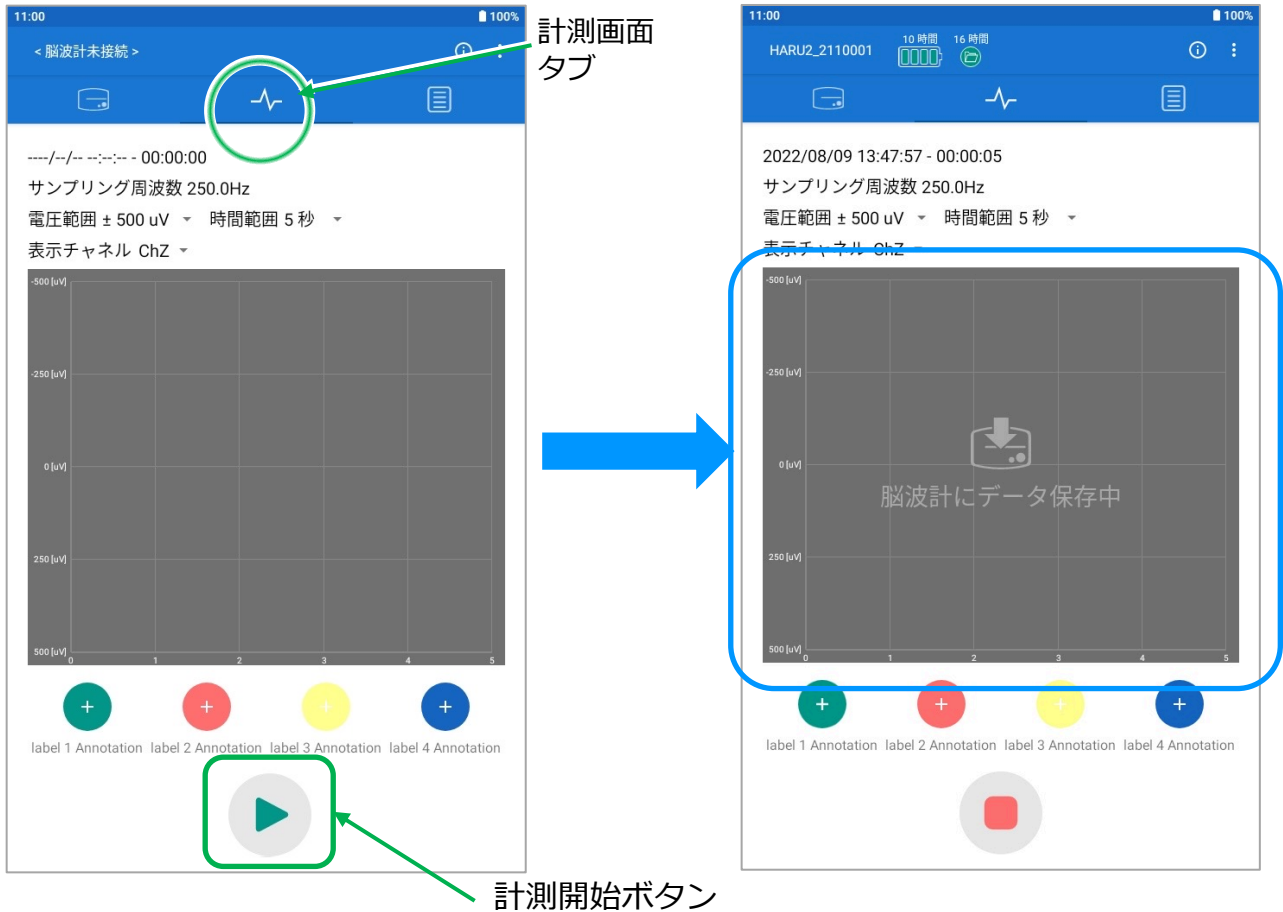 11:00
100%
計測画面
タブ
< 脳波計未接続 >
----/--/-- --:--:-- - 00:00:00
サンプリング周波数 250.0Hz
電圧範囲 ± 500 uV 時間範囲 5 秒
表示チャネル ChZ
-500 [uV]
-250 [uV]
0 [uV]
250 [uV]
500 [uV]
0 1 2 3 4 5
+ + + +
label 1 Annotation label 2 Annotation label 3 Annotation label 4 Annotation
計測開始ボタン
11:00
100%
HARU2_2110001
10 時間 16 時間
2022/08/09 13:47:57 - 00:00:05
サンプリング周波数 250.0Hz
電圧範囲 ± 500 uV 時間範囲 5 秒
表示チャネル ChZ
-500 [uV]
-250 [uV]
0 [uV]
脳波計にデータ保存中
250 [uV]
500 [uV]
0 1 2 3 4 5
+ + + +
label 1 Annotation label 2 Annotation label 3 Annotation label 4 Annotation